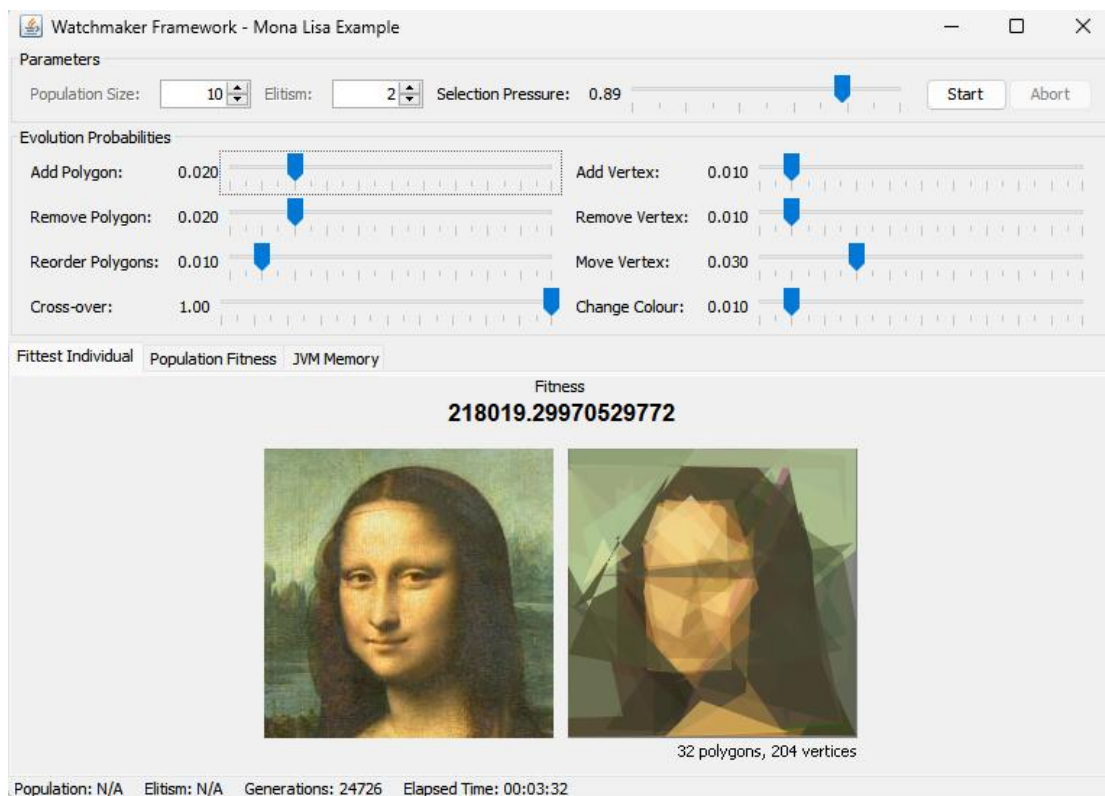 Watchmaker Framework - Mona Lisa Example
Parameters
Population Size: 10 Elitism: 2 Selection Pressure: 0.89 Start Abort
Evolution Probabilities
Add Polygon: 0.020 Add Vertex: 0.010
Remove Polygon: 0.020 Remove Vertex: 0.010
Reorder Polygons: 0.010 Move Vertex: 0.030
Cross-over: 1.00 Change Colour: 0.010
Fittest Individual Population Fitness JVM Memory
Fitness
218019.29970529772
32 polygons, 204 vertices
Population: N/A Elitism: N/A Generations: 24726 Elapsed Time: 00:03:32